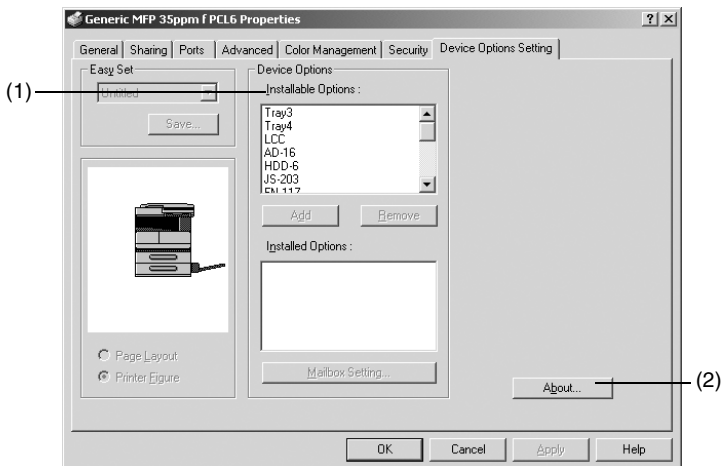 Generic MFP 35ppm f PCL6 Properties
General Sharing Ports Advanced Color Management Security Device Options Setting
Easy Set
Untitled
Save...
Page Layout
Printer Figure
Device Options
Installable Options :
Tray3
Tray4
LCC
AD-16
HDD-6
JS-203
FN-117
Add Remove
Installed Options :
Mailbox Setting...
About...
OK Cancel Apply Help
(1)
(2)